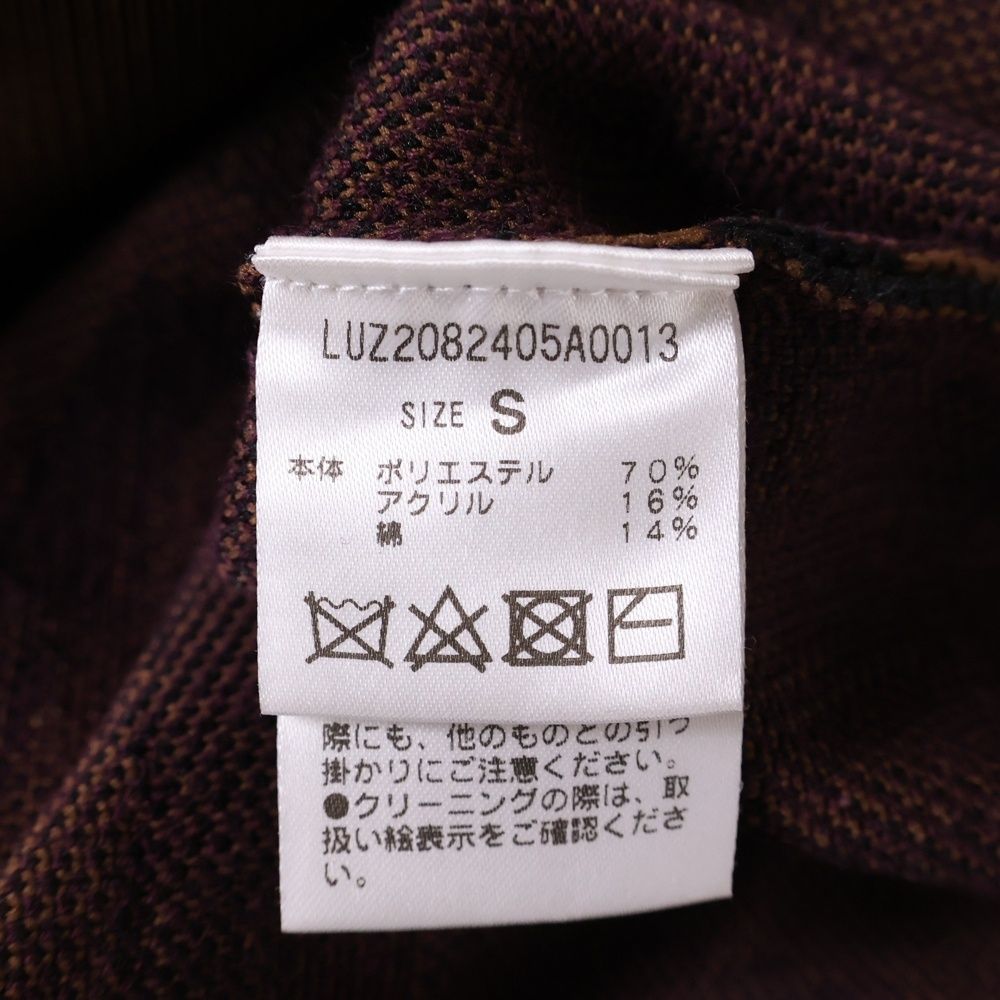 LUZ2082405A0013
SIZE S
本体 ポリエステル 70%
アクリル 16%
綿 14%
際にも、他のものとの引っ
掛かりにご注意ください。
●クリーニングの際は、取
扱い絵表示をご確認くださ
い。